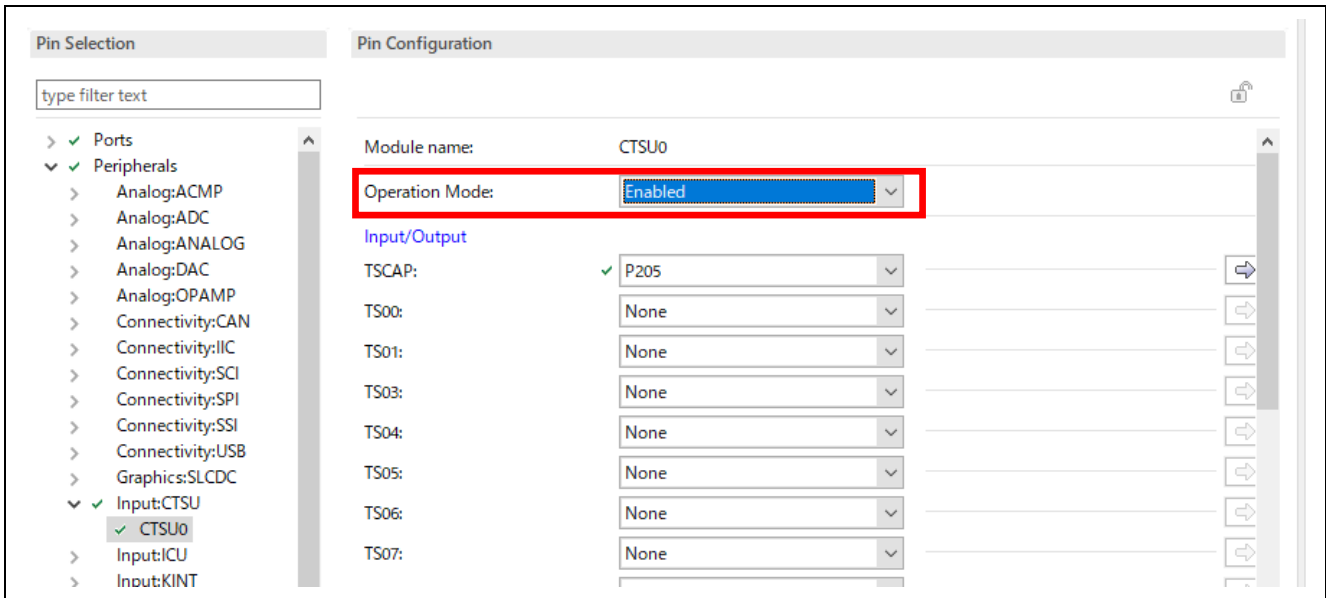 Pin Selection
type filter text
Ports
Peripherals
Analog:ACMP
Analog:ADC
Analog:ANALOG
Analog:DAC
Analog:OPAMP
Connectivity:CAN
Connectivity:IIC
Connectivity:SCI
Connectivity:SPI
Connectivity:SSI
Connectivity:USB
Graphics:SLCDC
Input:CTSU
CTSU0
Input:ICU
Input:KINT
Pin Configuration
Module name: CTSU0
Operation Mode: Enabled
Input/Output
TSCAP: P205
TS00: None
TS01: None
TS03: None
TS04: None
TS05: None
TS06: None
TS07: None